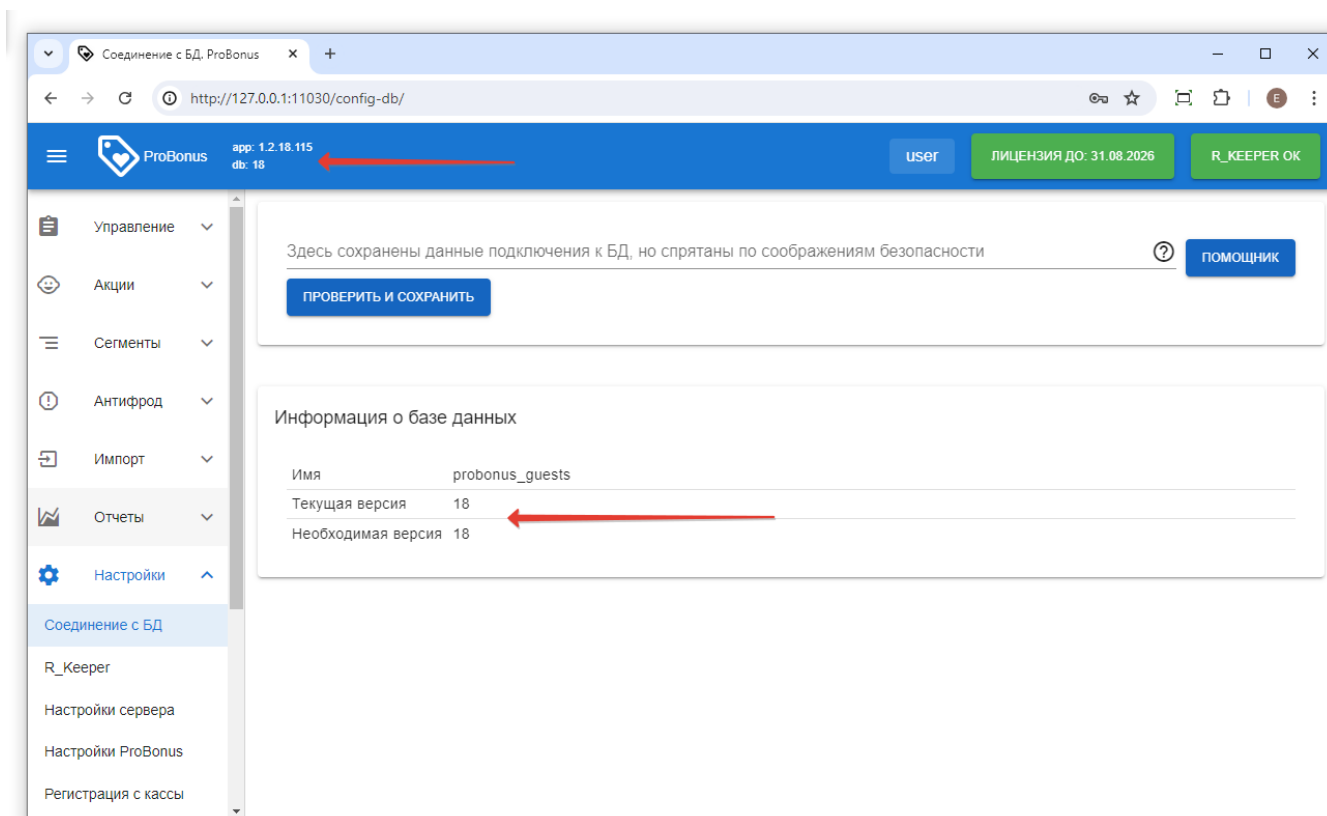 Соединение с БД. ProBonus
http://127.0.0.1:11030/config-db/
E
ProBonus
app: 1.2.18.115
db: 18
user
ЛИЦЕНЗИЯ ДО: 31.08.2026
R_KEEPER OK
Управление
Акции
Сегменты
Антифрод
Импорт
Отчеты
Настройки
Соединение с БД
R_Keeper
Настройки сервера
Настройки ProBonus
Регистрация с кассы
Здесь сохранены данные подключения к БД, но спрятаны по соображениям безопасности
ПОМОЩНИК
ПРОВЕРИТЬ И СОХРАНИТЬ
Информация о базе данных
Имя probonus_guests
Текущая версия 18
Необходимая версия 18